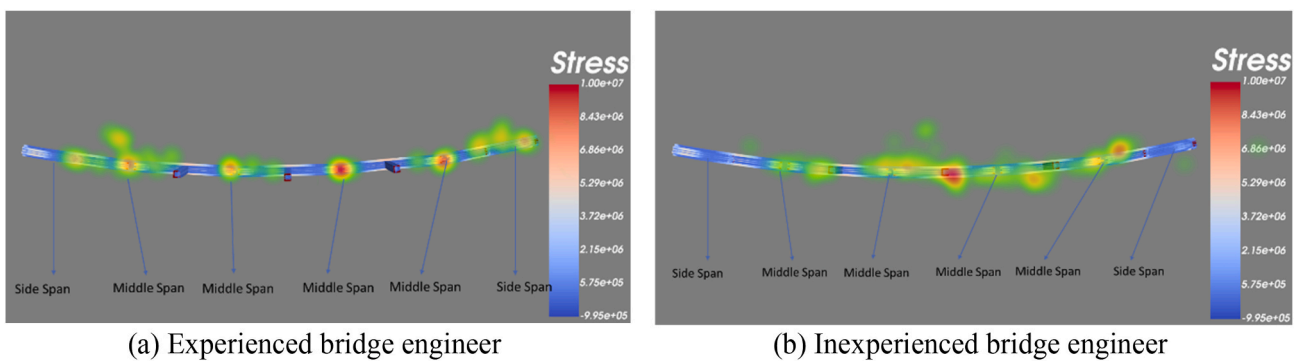 Stress
1.00e+07
8.43e+06
6.86e+06
5.29e+06
3.72e+06
2.15e+06
5.75e+05
-9.95e+05
Side Span
Middle Span
Middle Span
Middle Span
Middle Span
Side Span
(a) Experienced bridge engineer
Stress
1.00e+07
8.43e+06
6.86e+06
5.29e+06
3.72e+06
2.15e+06
5.75e+05
-9.95e+05
Side Span
Middle Span
Middle Span
Middle Span
Middle Span
Side Span
(b) Inexperienced bridge engineer